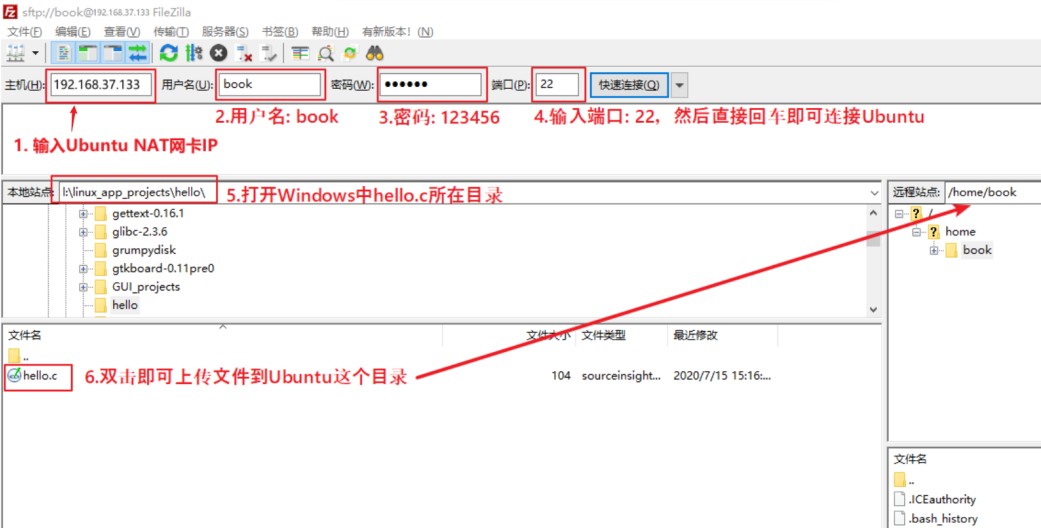 sftp://book@192.168.37.133 FileZilla
文件(F) 编辑(E) 查看(V) 传输(T) 服务器(S) 书签(B) 帮助(H) 有新版本! (N)
主机(H): 192.168.37.133 用户名(U): book 密码(W): ●●●●●● 端口(P): 22 快速连接(Q)
2.用户名: book 3.密码: 123456 4.输入端口: 22，然后直接回车即可连接Ubuntu
1. 输入Ubuntu NAT网卡IP
本地站点: I:\linux_app_projects\hello\ 5.打开Windows中hello.c所在目录 远程站点: /home/book
gettext-0.16.1 /
glibc-2.3.6 home
grumpydisk book
gtkboard-0.11pre0
GUI_projects
hello
文件名 文件大小 文件类型 最近修改
..
hello.c 6.双击即可上传文件到Ubuntu这个目录 104 sourceinsight... 2020/7/15 15:16:...
文件名
..
.ICEauthority
.bash_history